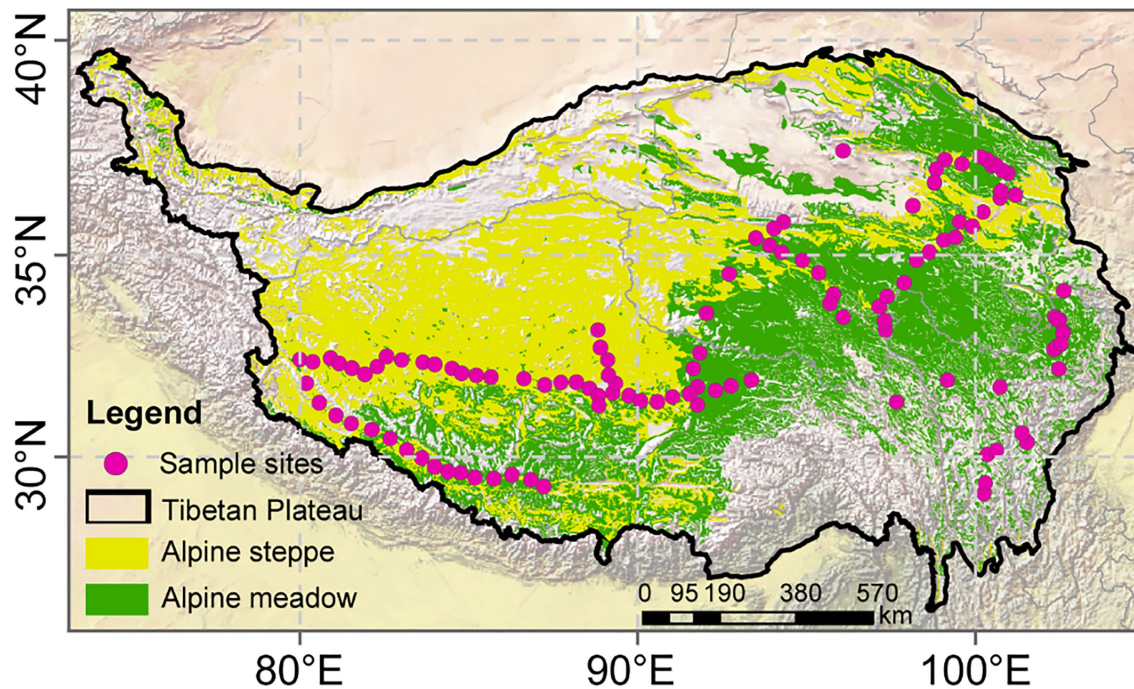 40°N
35°N
30°N
Legend
Sample sites
Tibetan Plateau
Alpine steppe
Alpine meadow
0 95 190 380 570
km
80°E 90°E 100°E